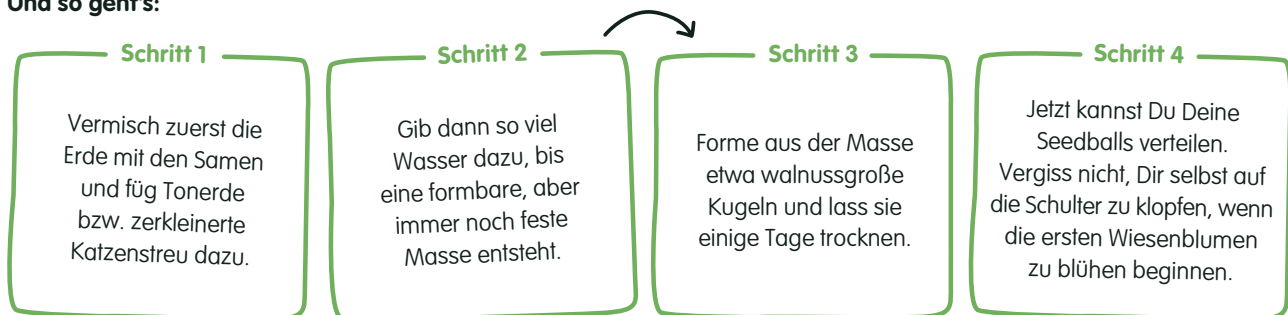 Und so geht's:
Schritt 1
Vermisch zuerst die
Erde mit den Samen
und füg Tonerde
bzw. zerkleinerte
Katzenstreu dazu.
Schritt 2
Gib dann so viel
Wasser dazu, bis
eine formbare, aber
immer noch feste
Masse entsteht.
Schritt 3
Forme aus der Masse
etwa walnussgroße
Kugeln und lass sie
einige Tage trocknen.
Schritt 4
Jetzt kannst Du Deine
Seedballs verteilen.
Vergiss nicht, Dir selbst auf
die Schulter zu klopfen, wenn
die ersten Wiesenblumen
zu blühen beginnen.